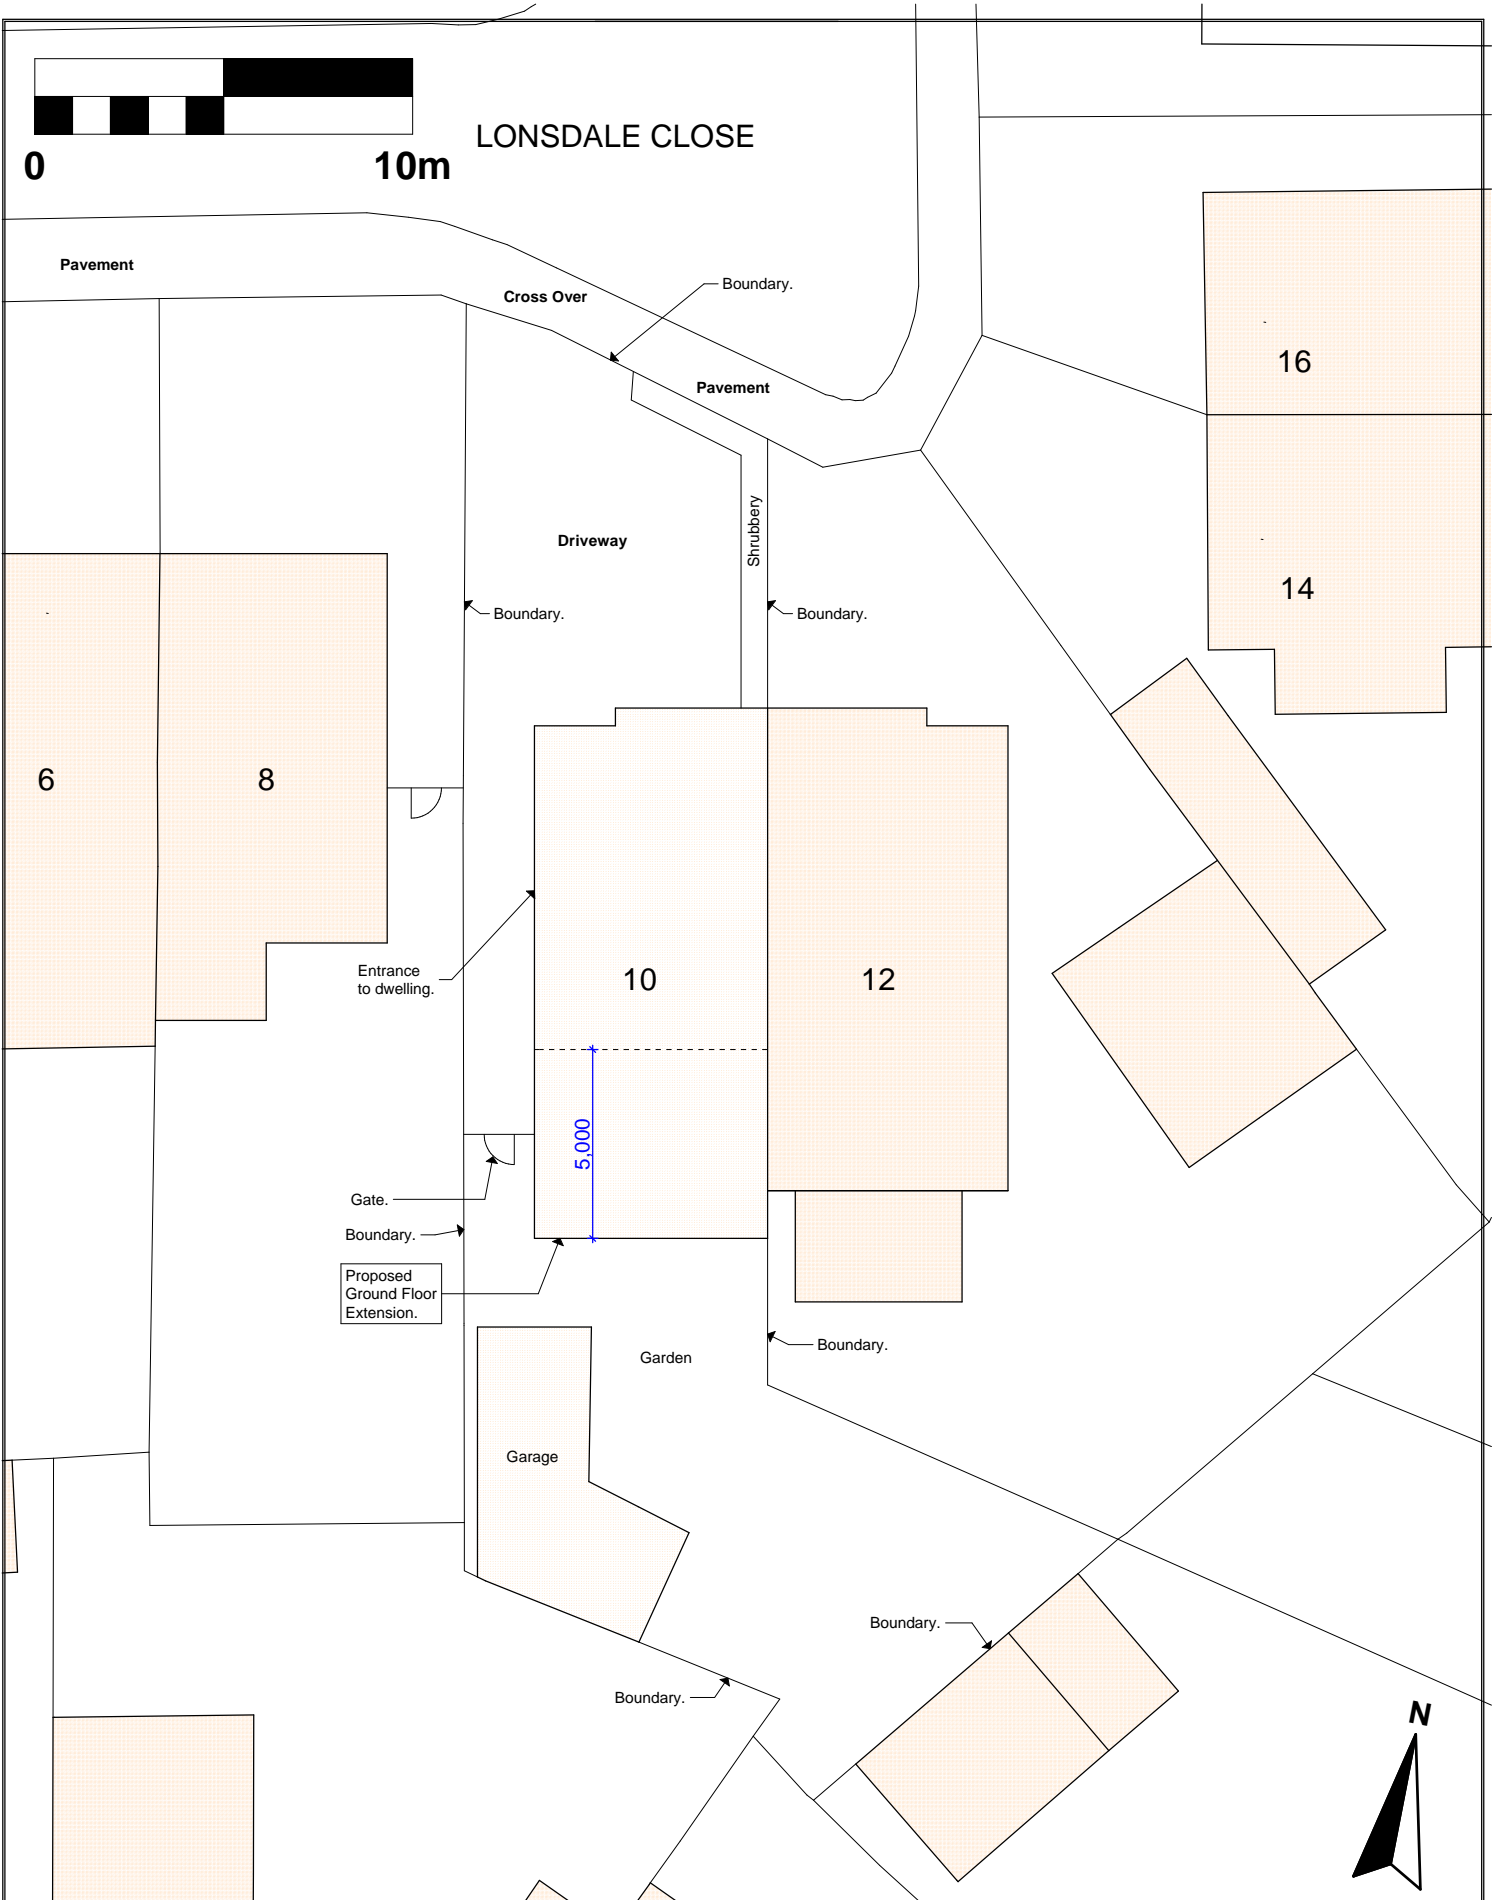 0
10m
LONSDALE CLOSE
Pavement
Cross Over
Boundary.
Pavement
16
Driveway
Shrubbery
14
Boundary.
Boundary.
6
8
Entrance
to dwelling.
10
12
5,000
Gate.
Boundary.
Proposed
Ground Floor
Extension.
Boundary.
Garden
Garage
Boundary.
Boundary.
N